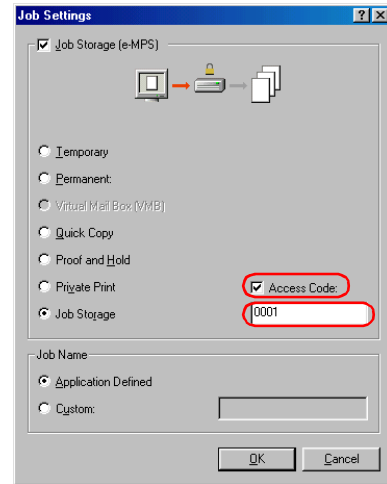 Job Settings
Job Storage (e-MPS)
Temporary
Permanent:
Virtual Mail Box (VMB)
Quick Copy
Proof and Hold
Private Print
Access Code:
Job Storage
0001
Job Name
Application Defined
Custom:
OK
Cancel